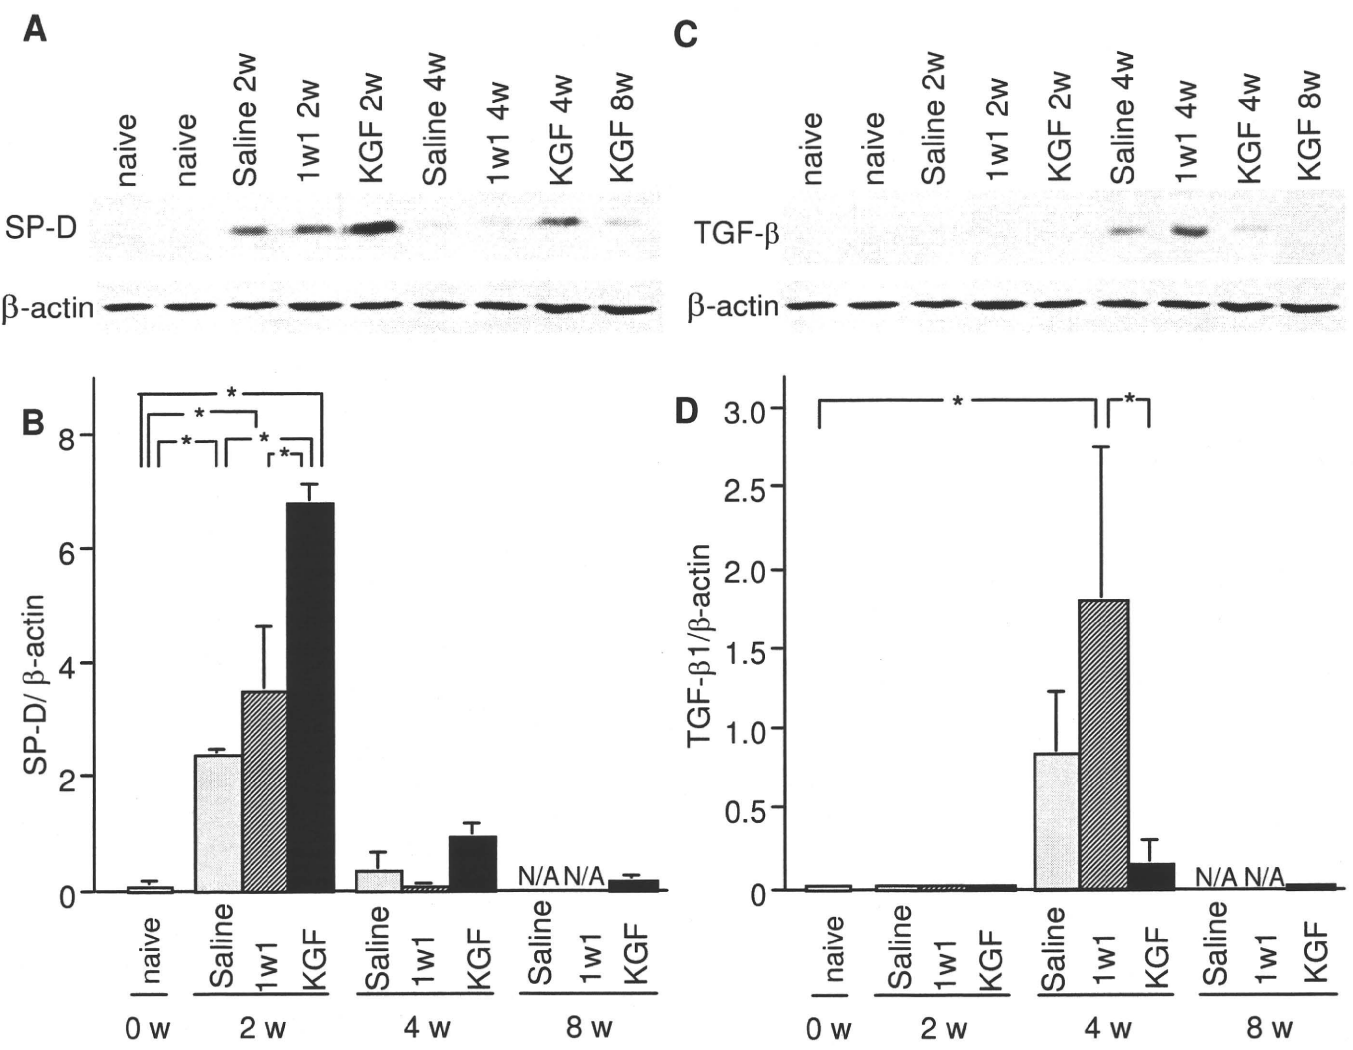 A
naive
naive
Saline 2w
1w1 2w
KGF 2w
Saline 4w
1w1 4w
KGF 4w
KGF 8w
SP-D
β-actin
C
naive
naive
Saline 2w
1w1 2w
KGF 2w
Saline 4w
1w1 4w
KGF 4w
KGF 8w
TGF-β
β-actin
B
SP-D/ β-actin
8
6
4
2
0
*
*
*
*
*
N/A N/A
naive
Saline
1w1
KGF
Saline
1w1
KGF
Saline
1w1
KGF
0 w
2 w
4 w
8 w
D
TGF-β1/β-actin
3.0
2.5
2.0
1.5
1.0
0.5
0
*
*
N/A N/A
naive
Saline
1w1
KGF
Saline
1w1
KGF
Saline
1w1
KGF
0 w
2 w
4 w
8 w